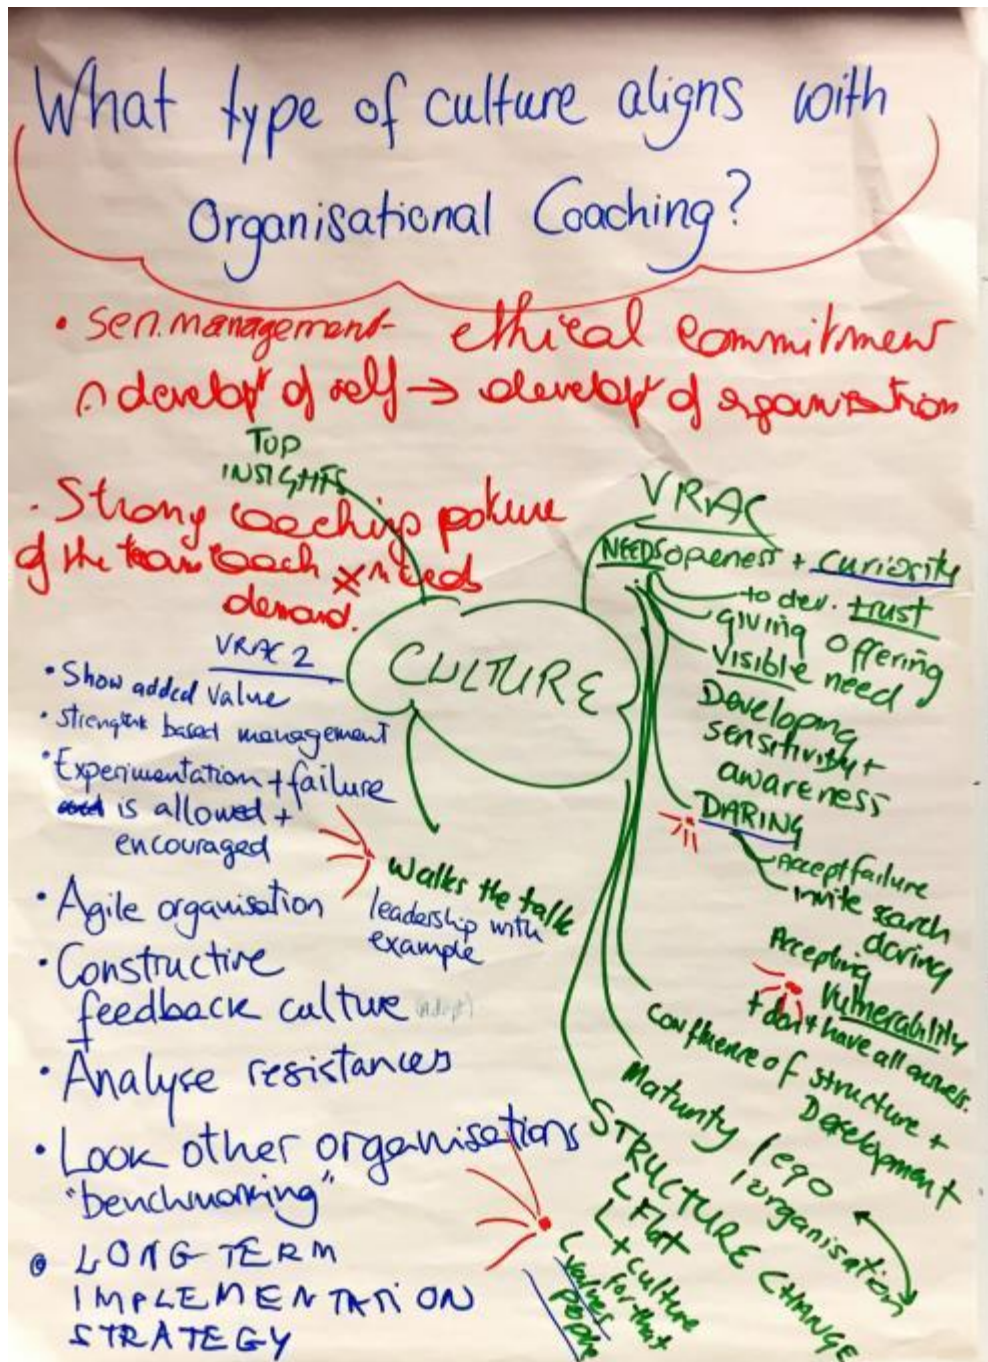 What type of culture aligns with
Organisational Coaching?
• sen. management - ethical commitment
develop't of self → develop't of organisation
TOP
INSIGHTS
• Strong coaching posture
of the team coach needs
demand.
VRAC 2
• Show added value
• strengths based management
• Experimentation + failure
is allowed +
encouraged
• Agile organisation
• Constructive
feedback culture
+
• Analyse resistances
• Look other organisations
"benchmarking"
• LONG TERM
IMPLEMENTATION
STRATEGY
CULTURE
Walks the talk
leadership with
example
VRAC
NEEDS openess + curiosity
to dev. trust
giving offering
visible need
Developing
sensitivity +
awareness
DARING
Accept failure
invite search
daring
Accepting
Vulnerability
+ don't have all answers.
confluence of structure +
Development
Maturity / ego
/ organisation
STRUCTURE CHANGE
Flat
+ culture
for that
values
people